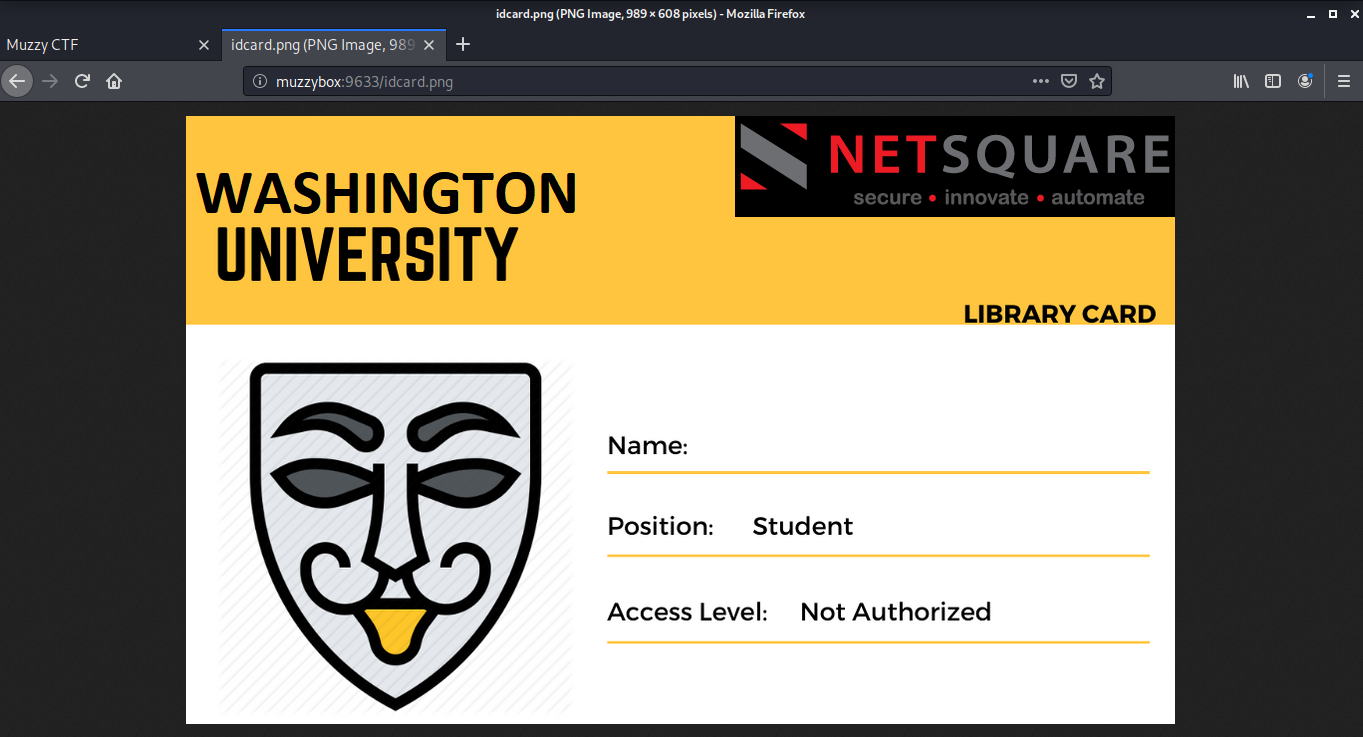 idcard.png (PNG Image, 989 × 608 pixels) - Mozilla Firefox
Muzzy CTF
idcard.png (PNG Image, 989
muzzybox:9633/idcard.png
NETSQUARE
secure • innovate • automate
WASHINGTON
UNIVERSITY
LIBRARY CARD
Name:
Position: Student
Access Level: Not Authorized